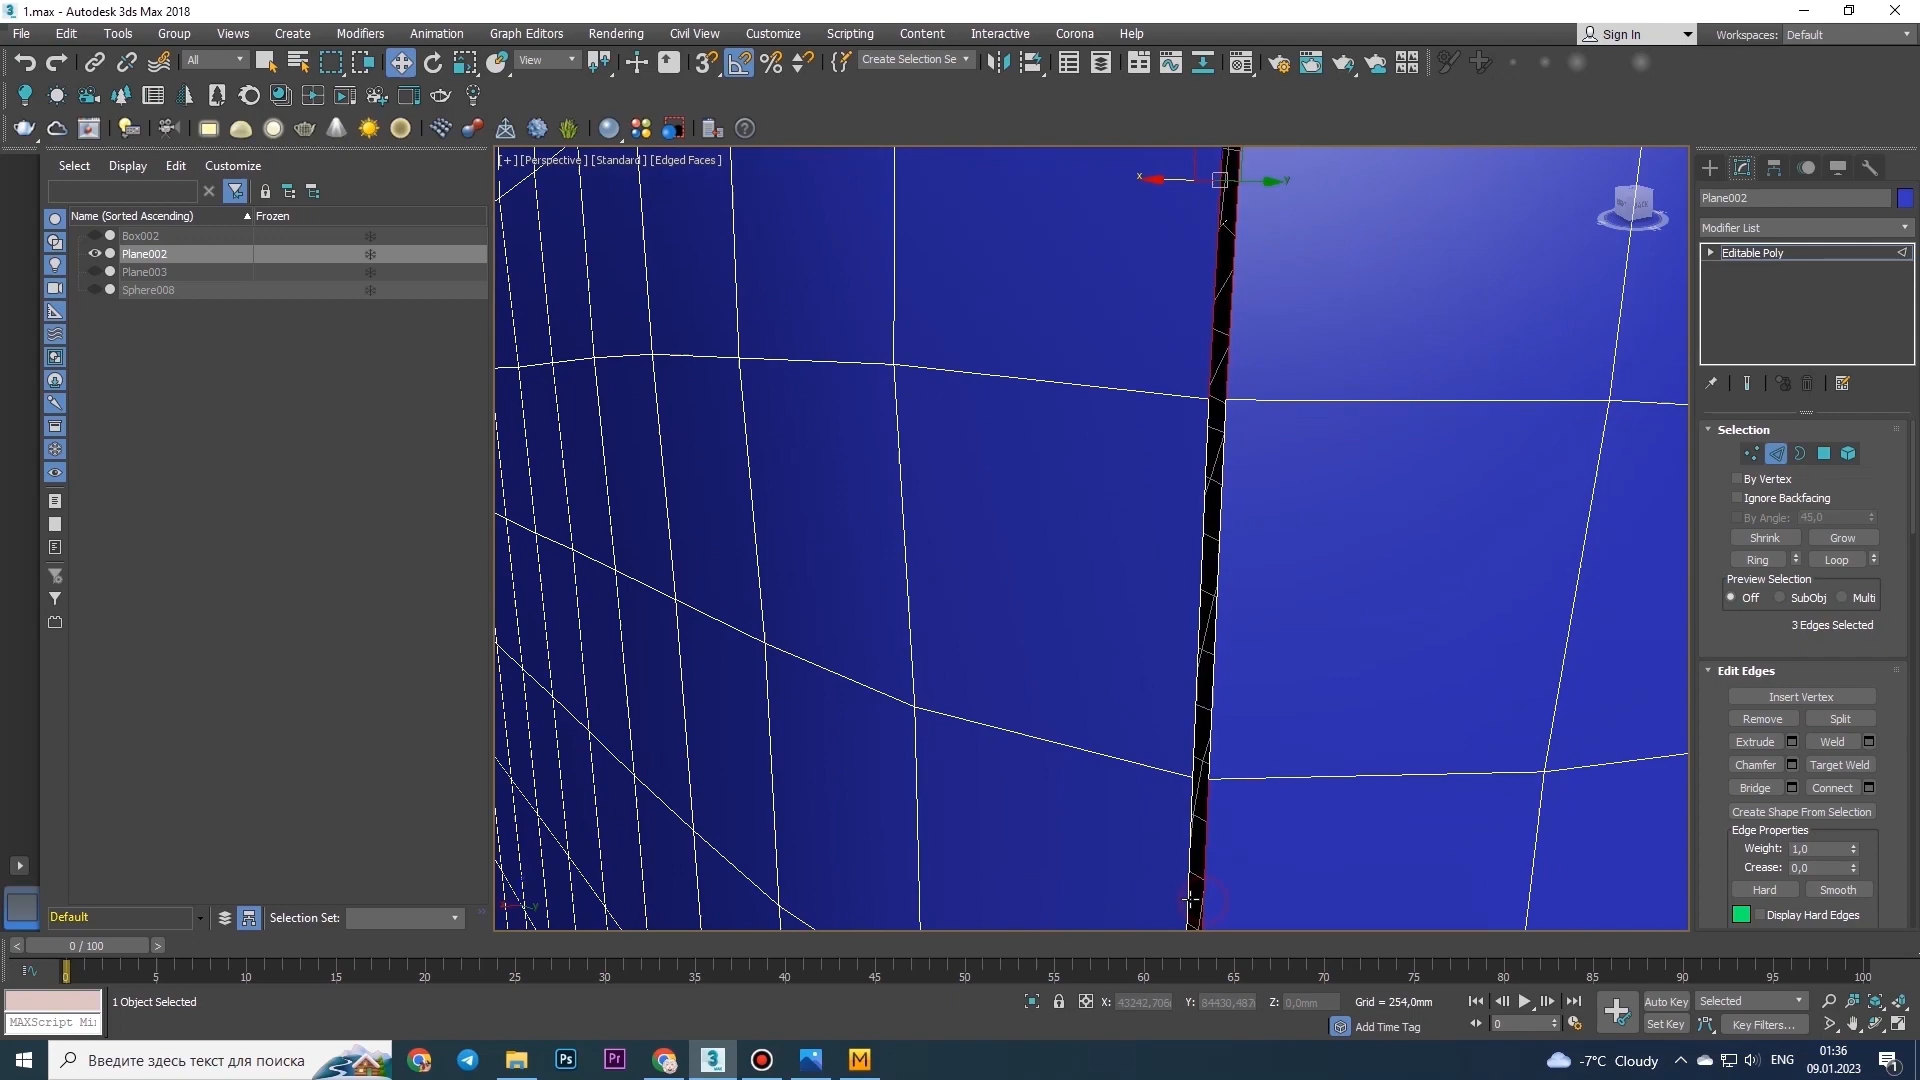 1.max - Autodesk 3ds Max 2018
File Edit Tools Group Views Create Modifiers Animation Graph Editors Rendering Civil View Customize Scripting Content Interactive Corona Help
Sign In Workspaces: Default
All View Create Selection Se
Select Display Edit Customize
[+] [Perspective] [Standard] [Edged Faces]
Name (Sorted Ascending) Frozen
Box002
Plane002
Plane003
Sphere008
x
y
Plane002
Modifier List
Editable Poly
Selection
By Vertex
Ignore Backfacing
By Angle: 45,0
Shrink Grow
Ring Loop
Preview Selection
Off SubObj Multi
3 Edges Selected
Edit Edges
Insert Vertex
Remove Split
Extrude Weld
Chamfer Target Weld
Bridge Connect
Create Shape From Selection
Edge Properties
Weight: 1,0
Crease: 0,0
Hard Smooth
Display Hard Edges
Default Selection Set:
0 / 100
0 5 10 15 20 25 30 35 40 45 50 55 60 65 70 75 80 85 90 95 100
1 Object Selected
X: 43242,706 Y: 84430,487 Z: 0,0mm Grid = 254,0mm
Auto Key Selected
MAXScript Mi
Add Time Tag
0
Set Key Key Filters...
Введите здесь текст для поиска
-7°C Cloudy
ENG
01:36
09.01.2023